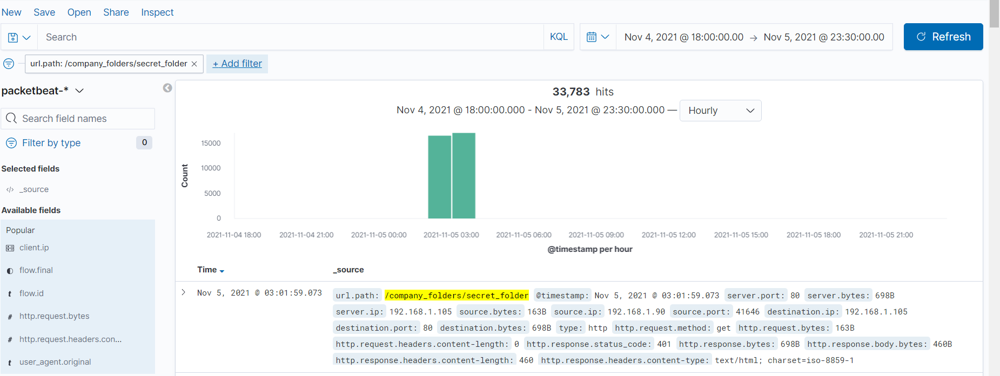 New Save Open Share Inspect
Search KQL Nov 4, 2021 @ 18:00:00.00 → Nov 5, 2021 @ 23:30:00.00 Refresh
url.path: /company_folders/secret_folder × + Add filter
packetbeat-*
Search field names
Filter by type 0
Selected fields
</> _source
Available fields
Popular
client.ip
flow.final
t flow.id
# http.request.bytes
# http.request.headers.con...
t user_agent.original
33,783 hits
Nov 4, 2021 @ 18:00:00.000 - Nov 5, 2021 @ 23:30:00.000 — Hourly
Count
15000
10000
5000
0
2021-11-04 18:00 2021-11-04 21:00 2021-11-05 00:00 2021-11-05 03:00 2021-11-05 06:00 2021-11-05 09:00 2021-11-05 12:00 2021-11-05 15:00 2021-11-05 18:00 2021-11-05 21:00
@timestamp per hour
Time _source
Nov 5, 2021 @ 03:01:59.073 url.path: /company_folders/secret_folder @timestamp: Nov 5, 2021 @ 03:01:59.073 server.port: 80 server.bytes: 698B
server.ip: 192.168.1.105 source.bytes: 163B source.ip: 192.168.1.90 source.port: 41646 destination.ip: 192.168.1.105
destination.port: 80 destination.bytes: 698B type: http http.request.method: get http.request.bytes: 163B
http.request.headers.content-length: 0 http.response.status_code: 401 http.response.bytes: 698B http.response.body.bytes: 460B
http.response.headers.content-length: 460 http.response.headers.content-type: text/html; charset=iso-8859-1